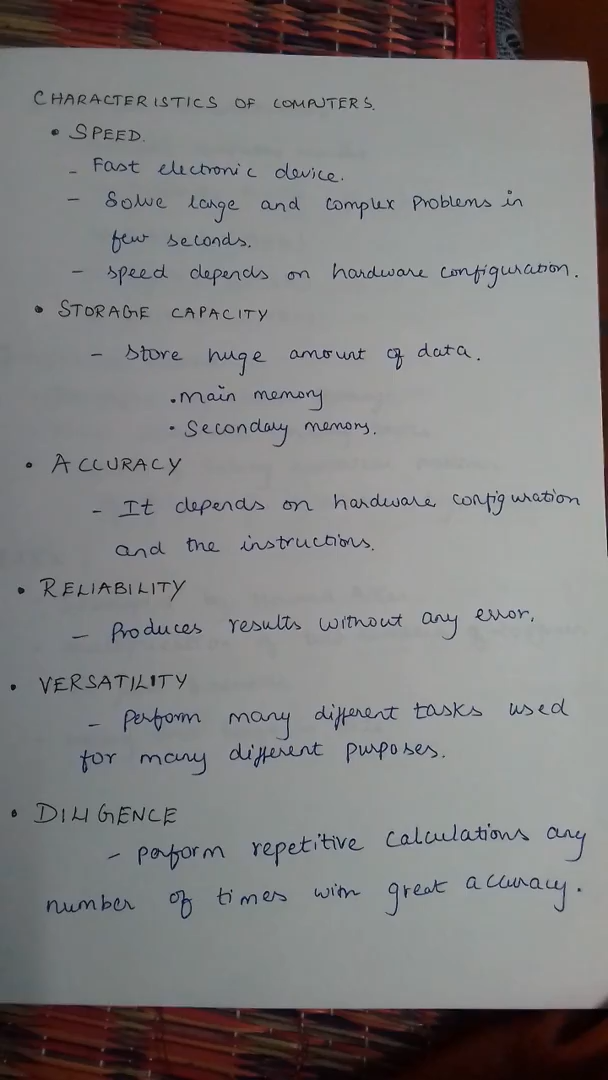 CHARACTERISTICS OF COMPUTERS.
• SPEED.
- Fast electronic device.
- Solve large and complex problems in
few seconds.
- speed depends on hardware configuration.
• STORAGE CAPACITY
- store huge amount of data.
• main memory
• Secondary memory.
• ACCURACY
- It depends on hardware configuration
and the instructions.
• RELIABILITY
- Produces results without any error.
• VERSATILITY
- perform many different tasks used
for many different purposes.
• DILIGENCE
- perform repetitive calculations any
number of times with great accuracy.